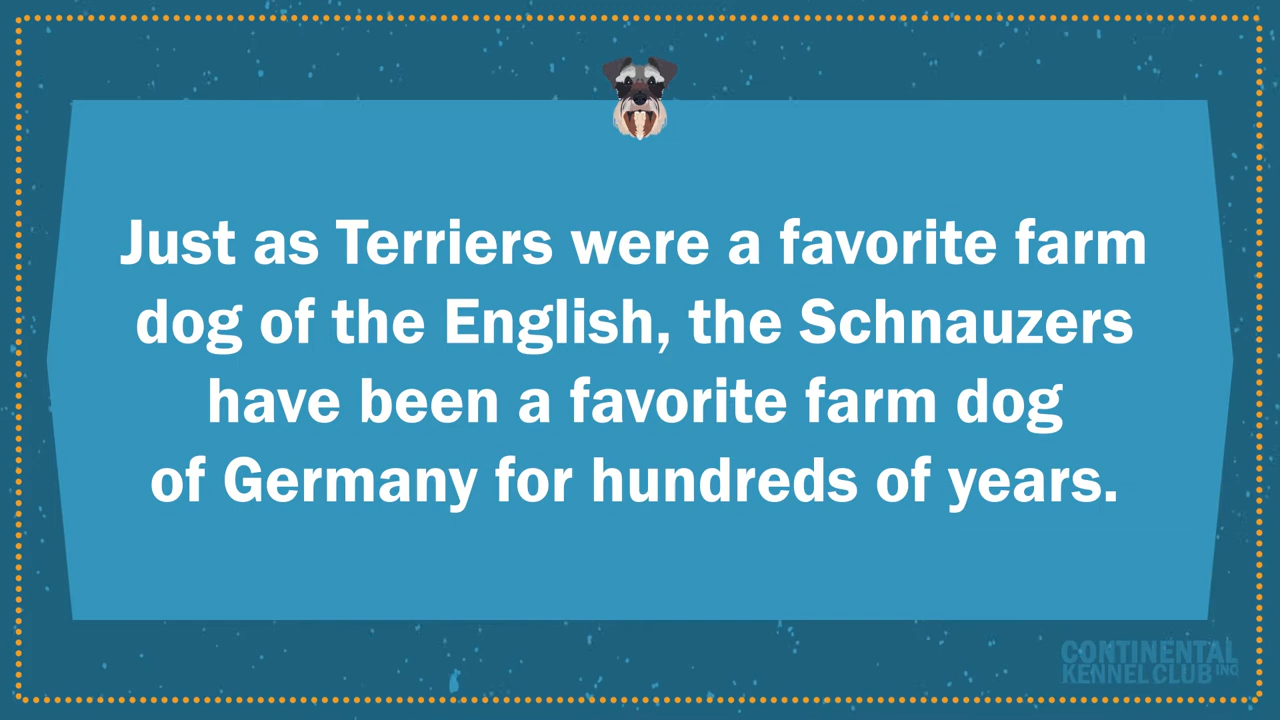 Just as Terriers were a favorite farm
dog of the English, the Schnauzers
have been a favorite farm dog
of Germany for hundreds of years.
CONTINENTAL
KENNEL CLUB INC